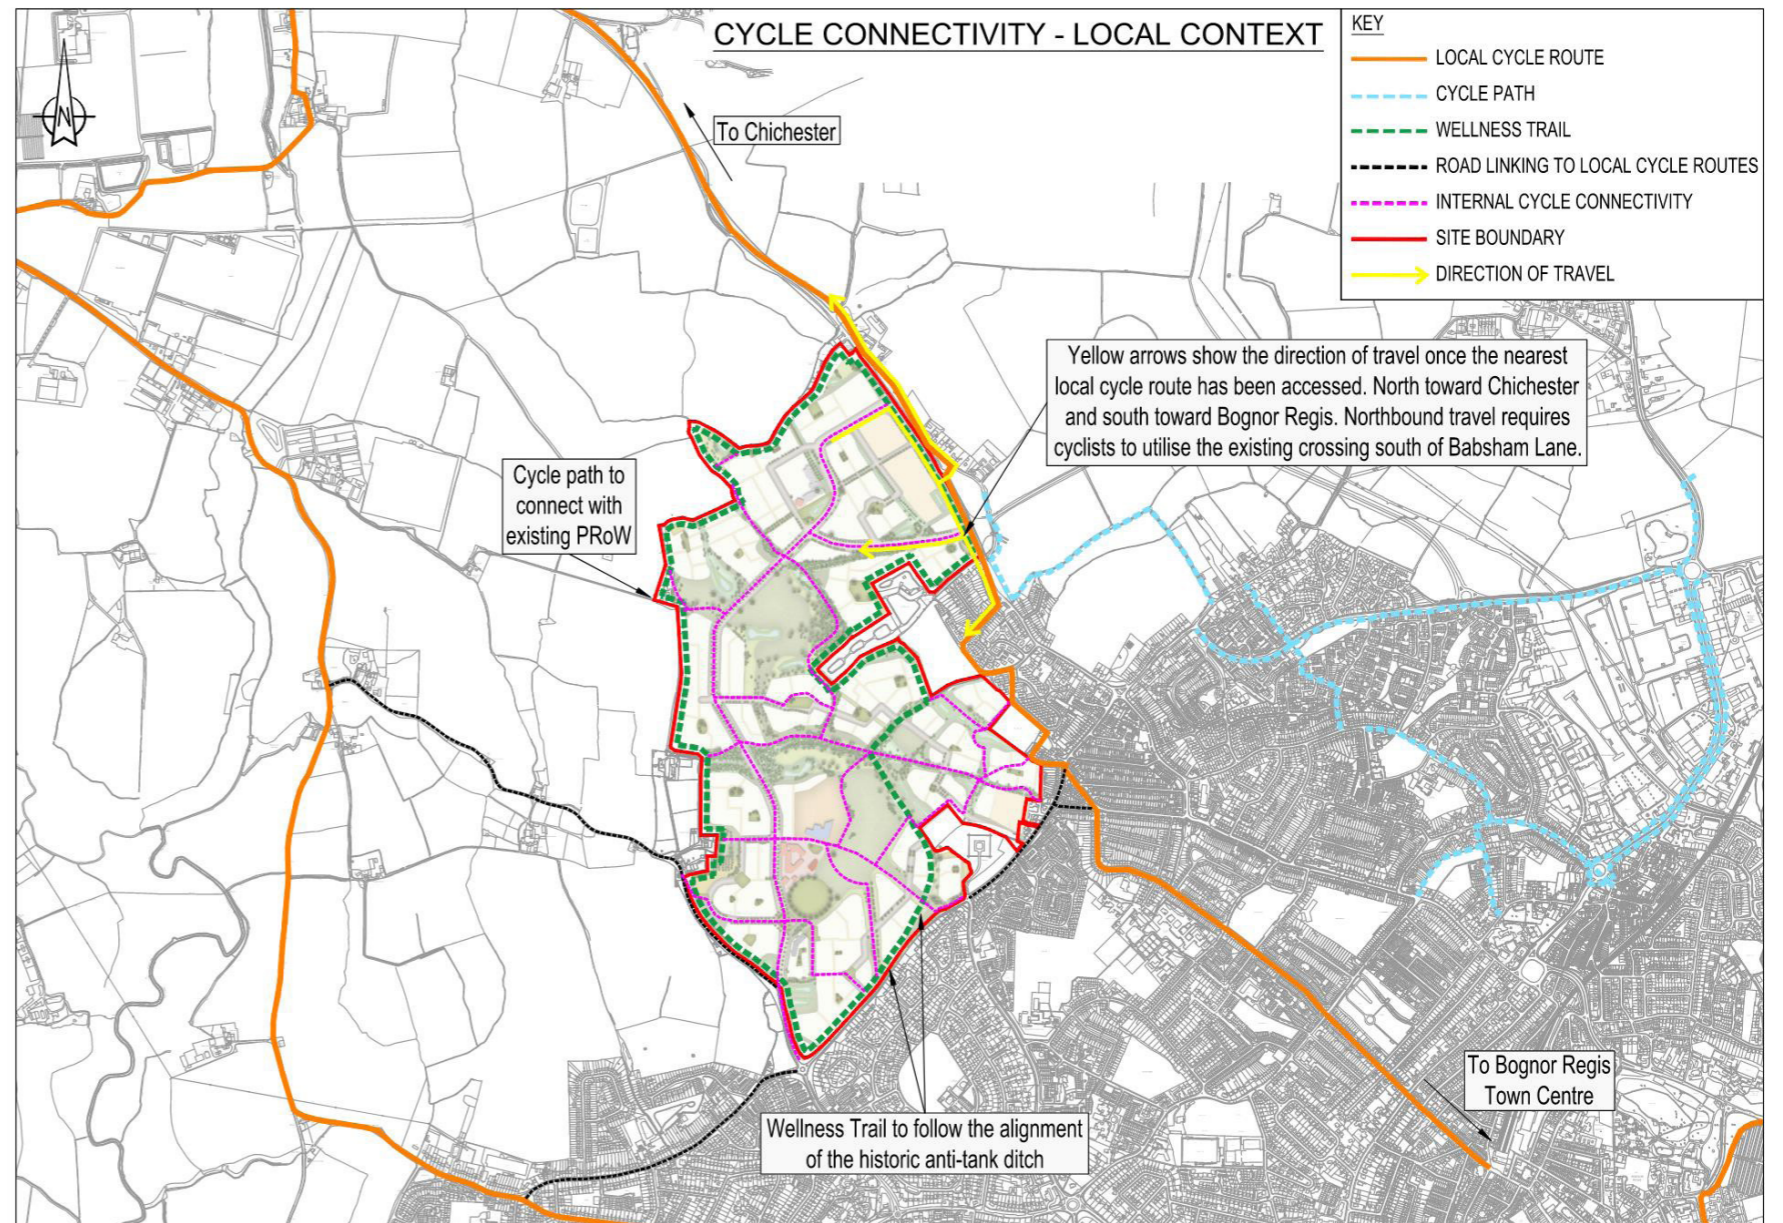 CYCLE CONNECTIVITY - LOCAL CONTEXT
KEY
LOCAL CYCLE ROUTE
CYCLE PATH
WELLNESS TRAIL
ROAD LINKING TO LOCAL CYCLE ROUTES
INTERNAL CYCLE CONNECTIVITY
SITE BOUNDARY
DIRECTION OF TRAVEL
N
To Chichester
Yellow arrows show the direction of travel once the nearest
local cycle route has been accessed. North toward Chichester
and south toward Bognor Regis. Northbound travel requires
cyclists to utilise the existing crossing south of Babsham Lane.
Cycle path to
connect with
existing PRoW
To Bognor Regis
Town Centre
Wellness Trail to follow the alignment
of the historic anti-tank ditch